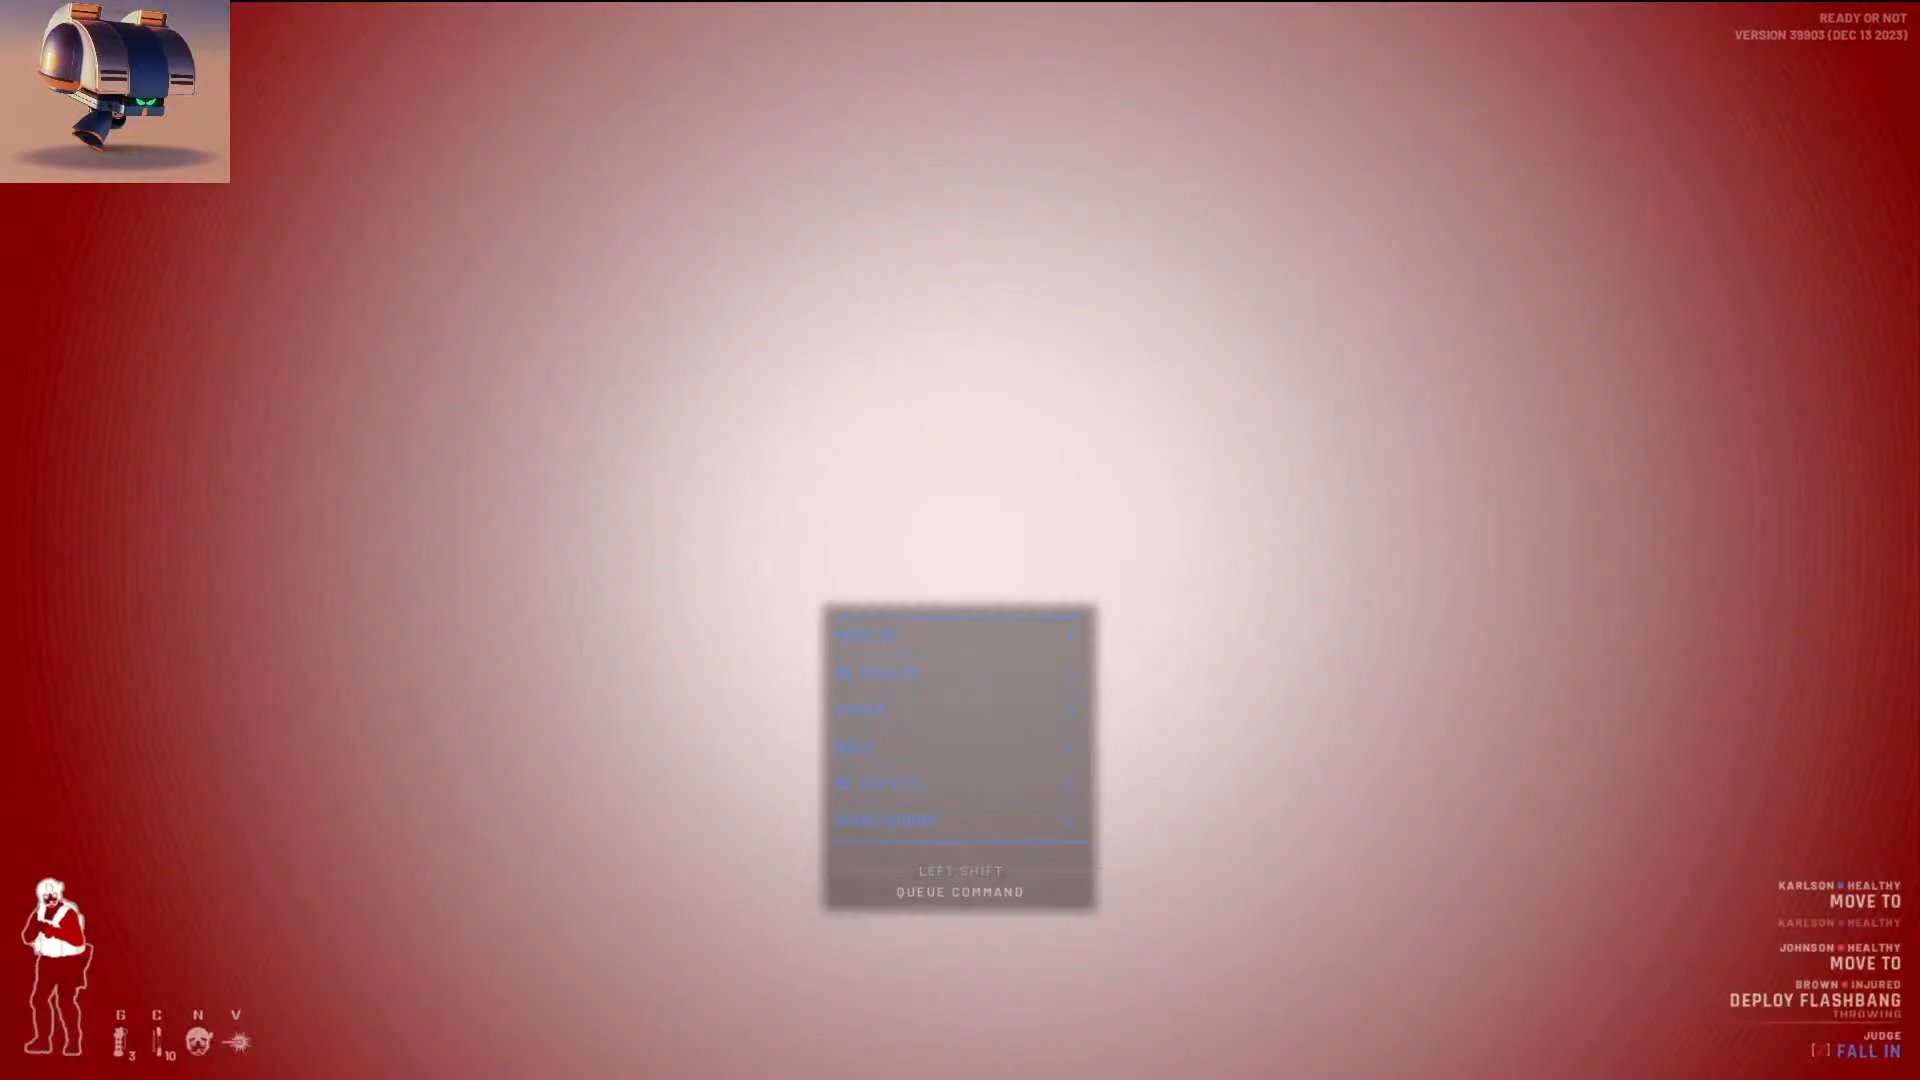 READY OR NOT
VERSION 39903 (DEC 13 2023)
LEFT SHIFT
QUEUE COMMAND
KARLSON HEALTHY
MOVE TO
KARLSON HEALTHY
JOHNSON HEALTHY
MOVE TO
BROWN INJURED
DEPLOY FLASHBANG
THROWING
JUDGE
FALL IN
G C N V
3 10